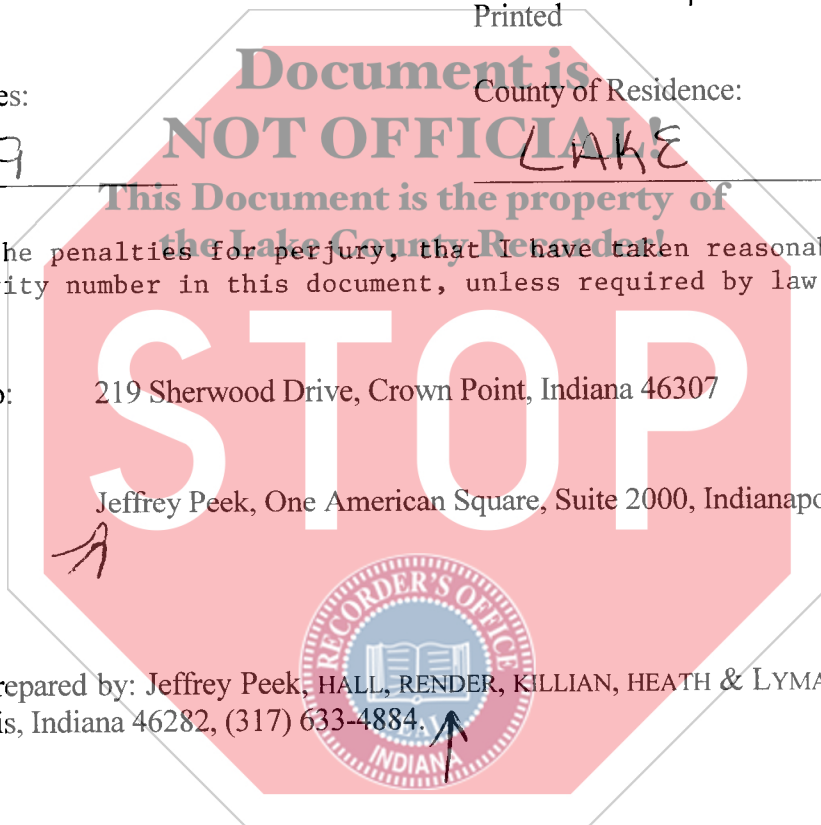 Printed
Document is
es:
County of Residence:
NOT OFFICIAL!
9
LAKE
This Document is the property of
the Lake County Recorder!
he penalties for perjury, that I have taken reasonab
ity number in this document, unless required by law
STOP
o: 219 Sherwood Drive, Crown Point, Indiana 46307
Jeffrey Peek, One American Square, Suite 2000, Indianapo
RECORDER'S OFFICE
repared by: Jeffrey Peek, HALL, RENDER, KILLIAN, HEATH & LYMA
is, Indiana 46282, (317) 633-4884.
INDIANA